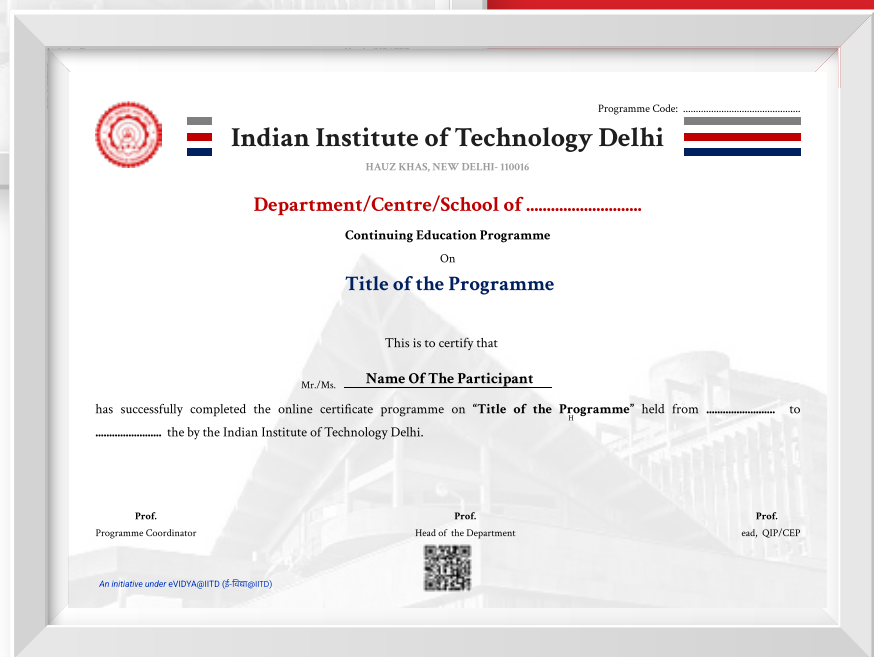 Programme Code: ................................................
Indian Institute of Technology Delhi
HAUZ KHAS, NEW DELHI- 110016
Department/Centre/School of ............................
Continuing Education Programme
On
Title of the Programme
This is to certify that
Mr./Ms. Name Of The Participant
has successfully completed the online certificate programme on “Title of the Programme” held from ......................... to
H
........................ the by the Indian Institute of Technology Delhi.
Prof. Prof. Prof.
Programme Coordinator Head of the Department ead, QIP/CEP
An initiative under eVIDYA@IITD (ई-विद्या@IITD)